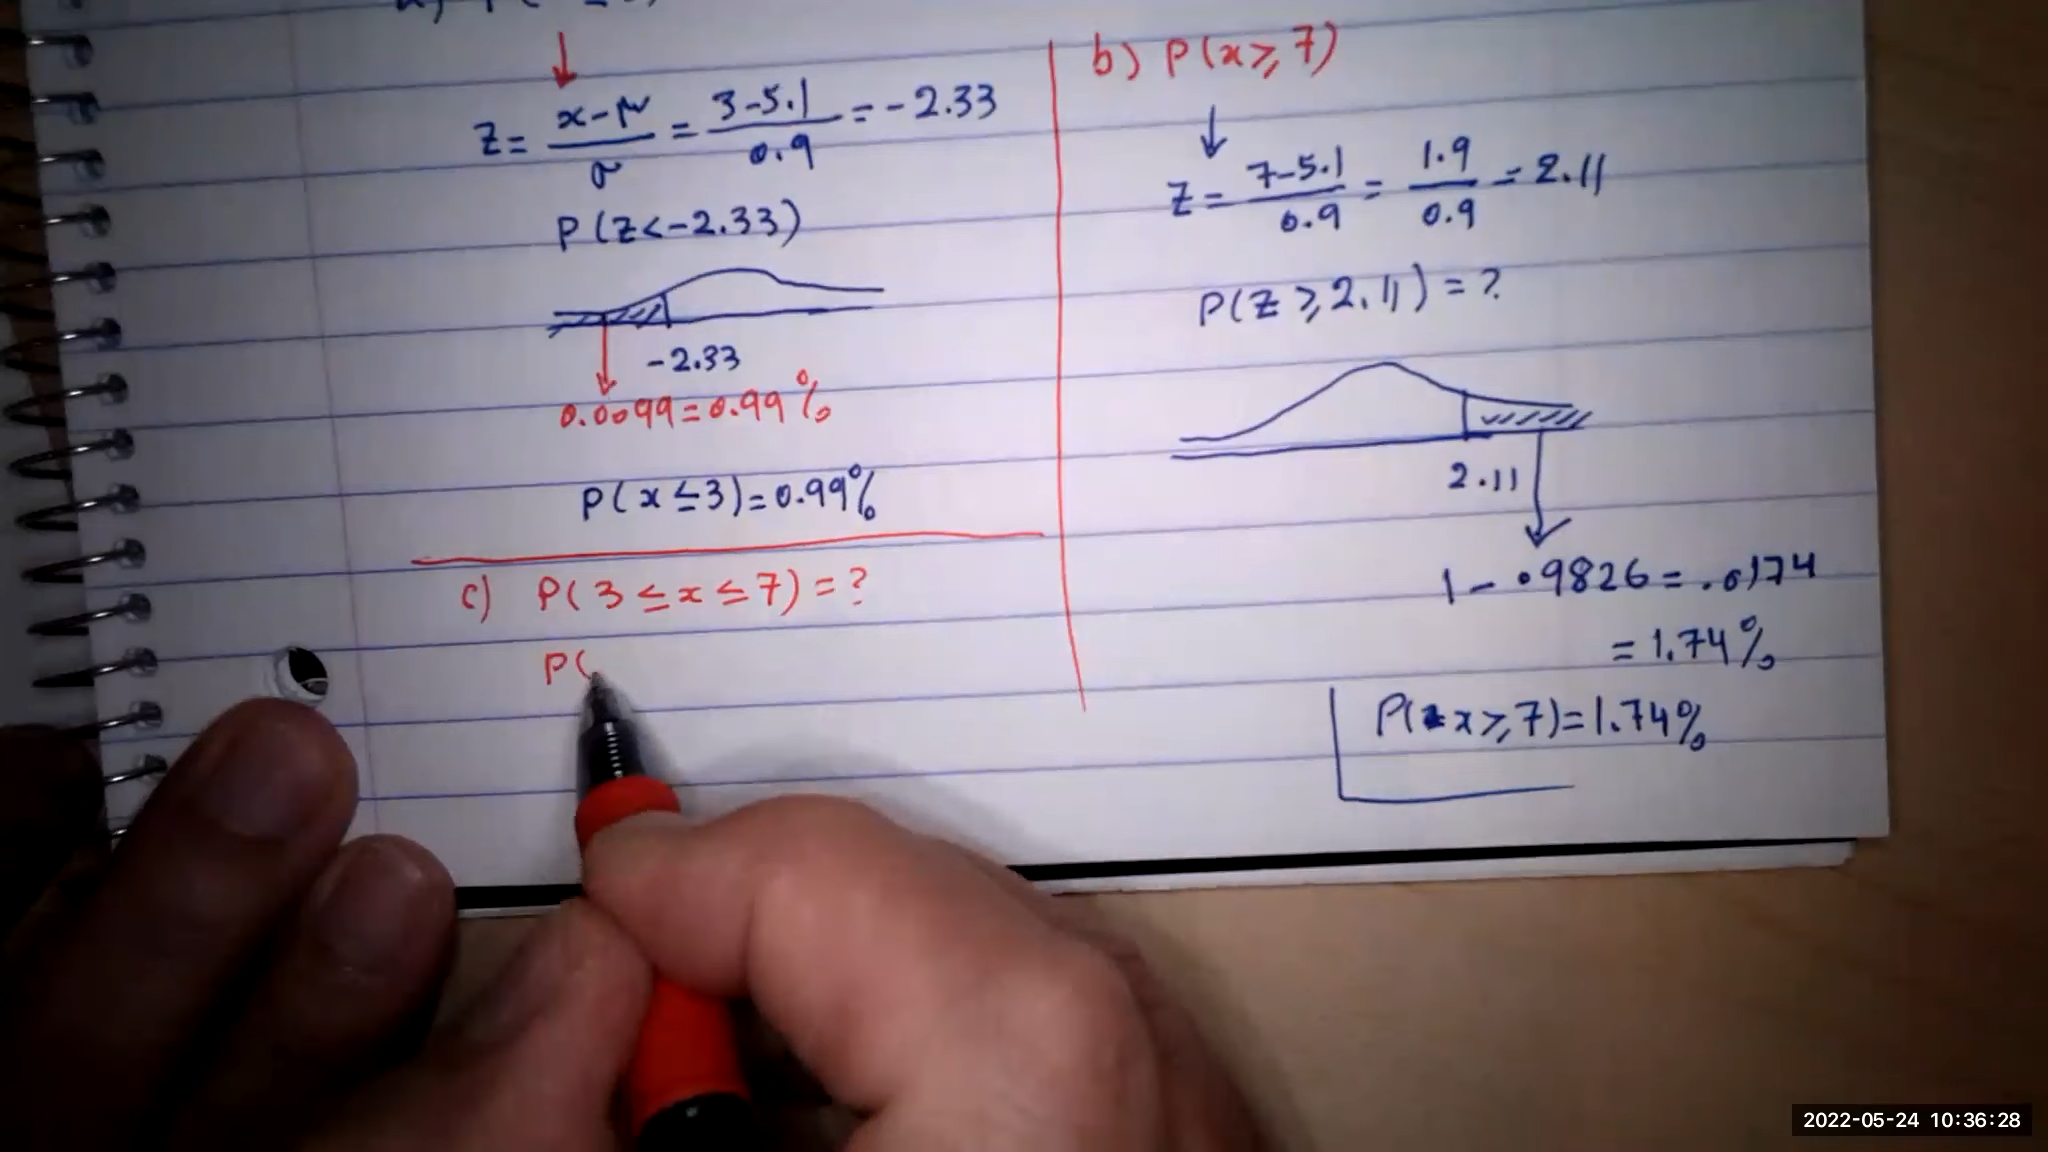 Z = x-μ / σ = 3-5.1 / 0.9 = -2.33
P(Z<-2.33)
-2.33
0.0099=0.99%
P(x≤3)=0.99%
c) P(3≤x≤7)=?
P(
b) P(x≥7)
Z = 7-5.1 / 0.9 = 1.9 / 0.9 = 2.11
P(Z≥2.11)=?
2.11
1-.9826=.0174
=1.74%
P(x≥7)=1.74%
2022-05-24 10:36:28